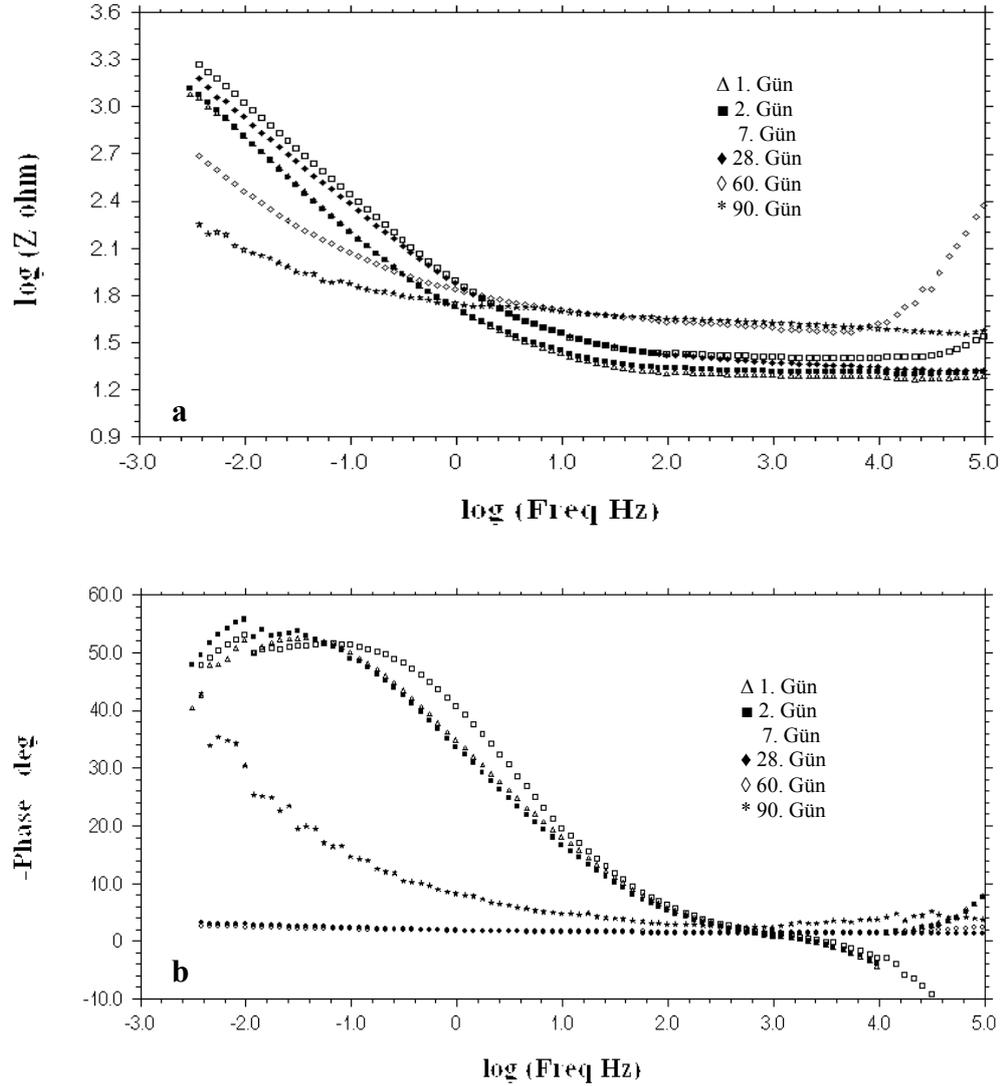 3.6
3.3
3.0
2.7
2.4
2.1
1.8
1.5
1.2
0.9
log (Z ohm)
Δ 1. Gün
■ 2. Gün
7. Gün
♦ 28. Gün
◊ 60. Gün
* 90. Gün
a
-3.0 -2.0 -1.0 0 1.0 2.0 3.0 4.0 5.0
log (Freq Hz)
60.0
50.0
40.0
30.0
20.0
10.0
0
-10.0
-Phase deg
Δ 1. Gün
■ 2. Gün
7. Gün
♦ 28. Gün
◊ 60. Gün
* 90. Gün
b
-3.0 -2.0 -1.0 0 1.0 2.0 3.0 4.0 5.0
log (Freq Hz)